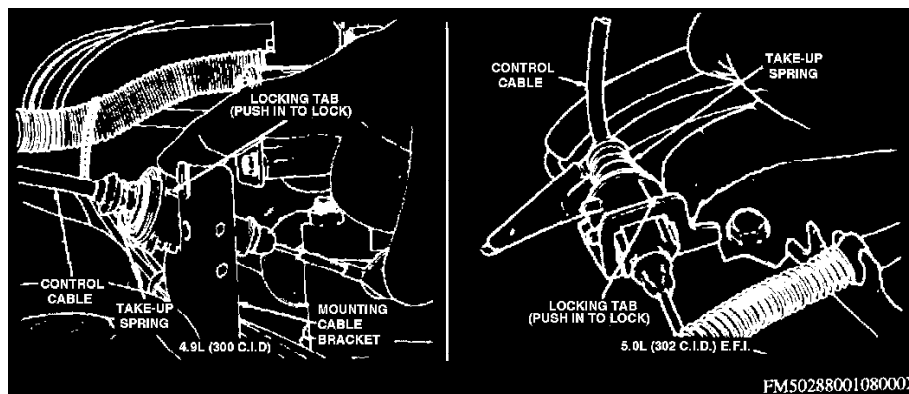 LOCKING TAB
(PUSH IN TO LOCK)
CONTROL
CABLE
TAKE-UP
SPRING
MOUNTING
CABLE
BRACKET
4.9L (300 C.I.D)
CONTROL
CABLE
TAKE-UP
SPRING
LOCKING TAB
(PUSH IN TO LOCK)
5.0L (302 C.I.D.) E.F.I.